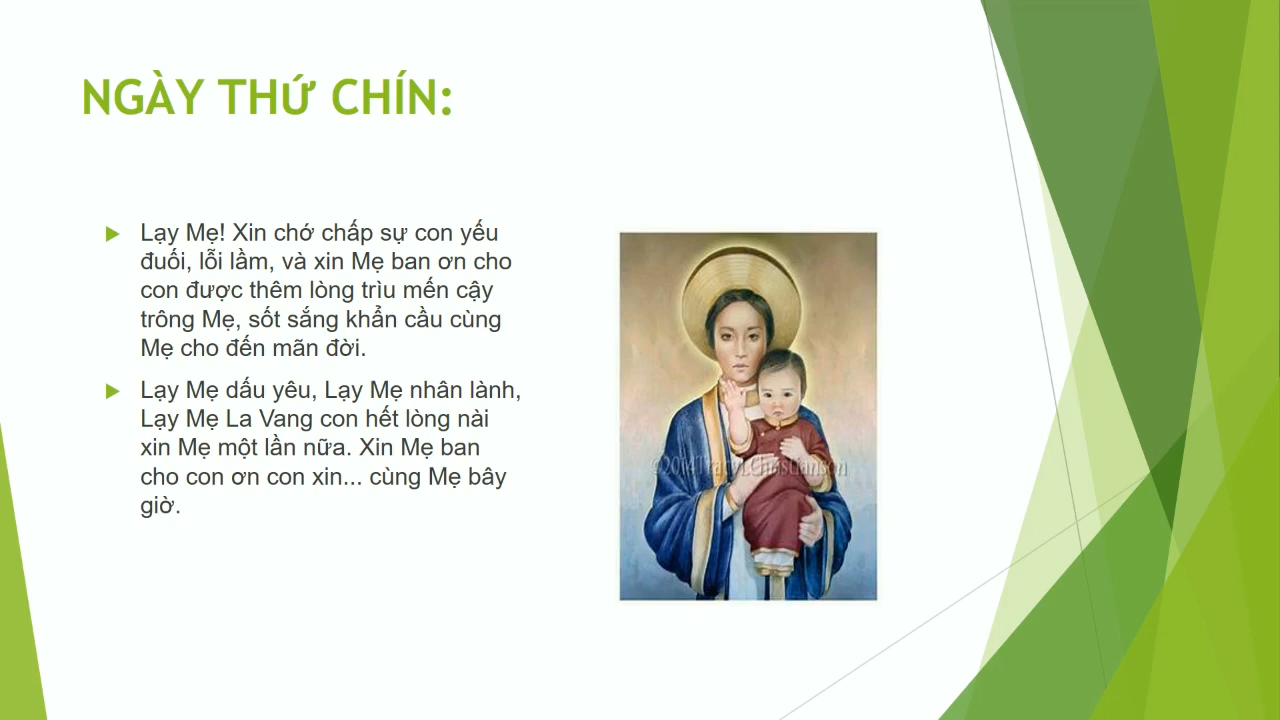 NGÀY THỨ CHÍN:
Lạy Mẹ! Xin chớ chấp sự con yếu
đuối, lỗi lầm, và xin Mẹ ban ơn cho
con được thêm lòng trìu mến cậy
trông Mẹ, sốt sắng khẩn cầu cùng
Mẹ cho đến mãn đời.
Lạy Mẹ dấu yêu, Lạy Mẹ nhân lành,
Lạy Mẹ La Vang con hết lòng nài
xin Mẹ một lần nữa. Xin Mẹ ban
cho con ơn con xin... cùng Mẹ bây
giờ.
©2014TracyLChristianson